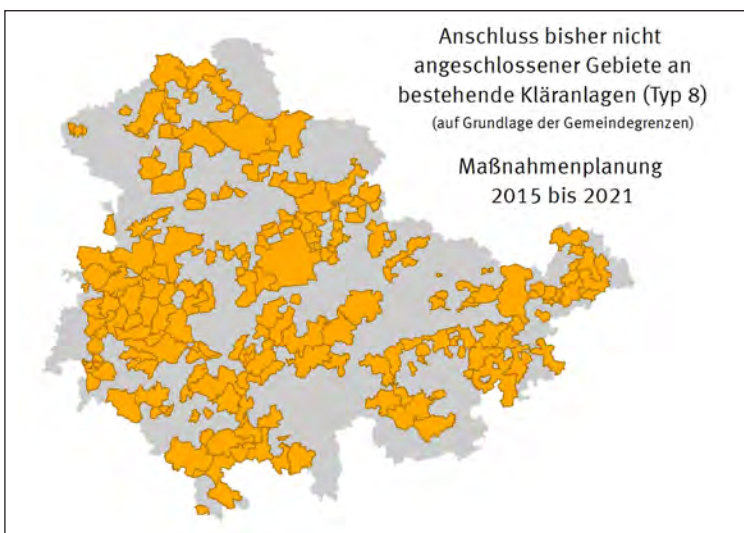 Anschluss bisher nicht
angeschlossener Gebiete an
bestehende Kläranlagen (Typ 8)
(auf Grundlage der Gemeindegrenzen)
Maßnahmenplanung
2015 bis 2021